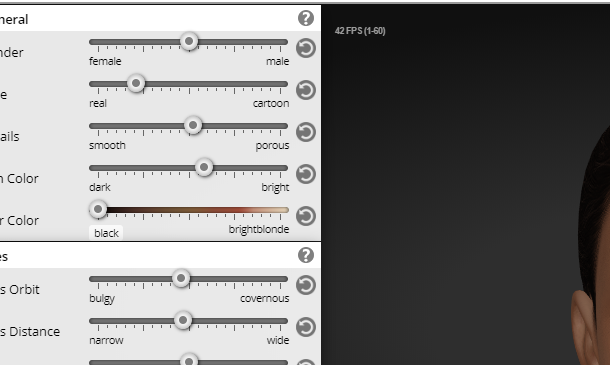 neral ?
nder
female male
e
real cartoon
ails
smooth porous
n Color
dark bright
r Color
black brightblonde
es ?
s Orbit
bulgy covernous
s Distance
narrow wide
42 FPS (1-60)